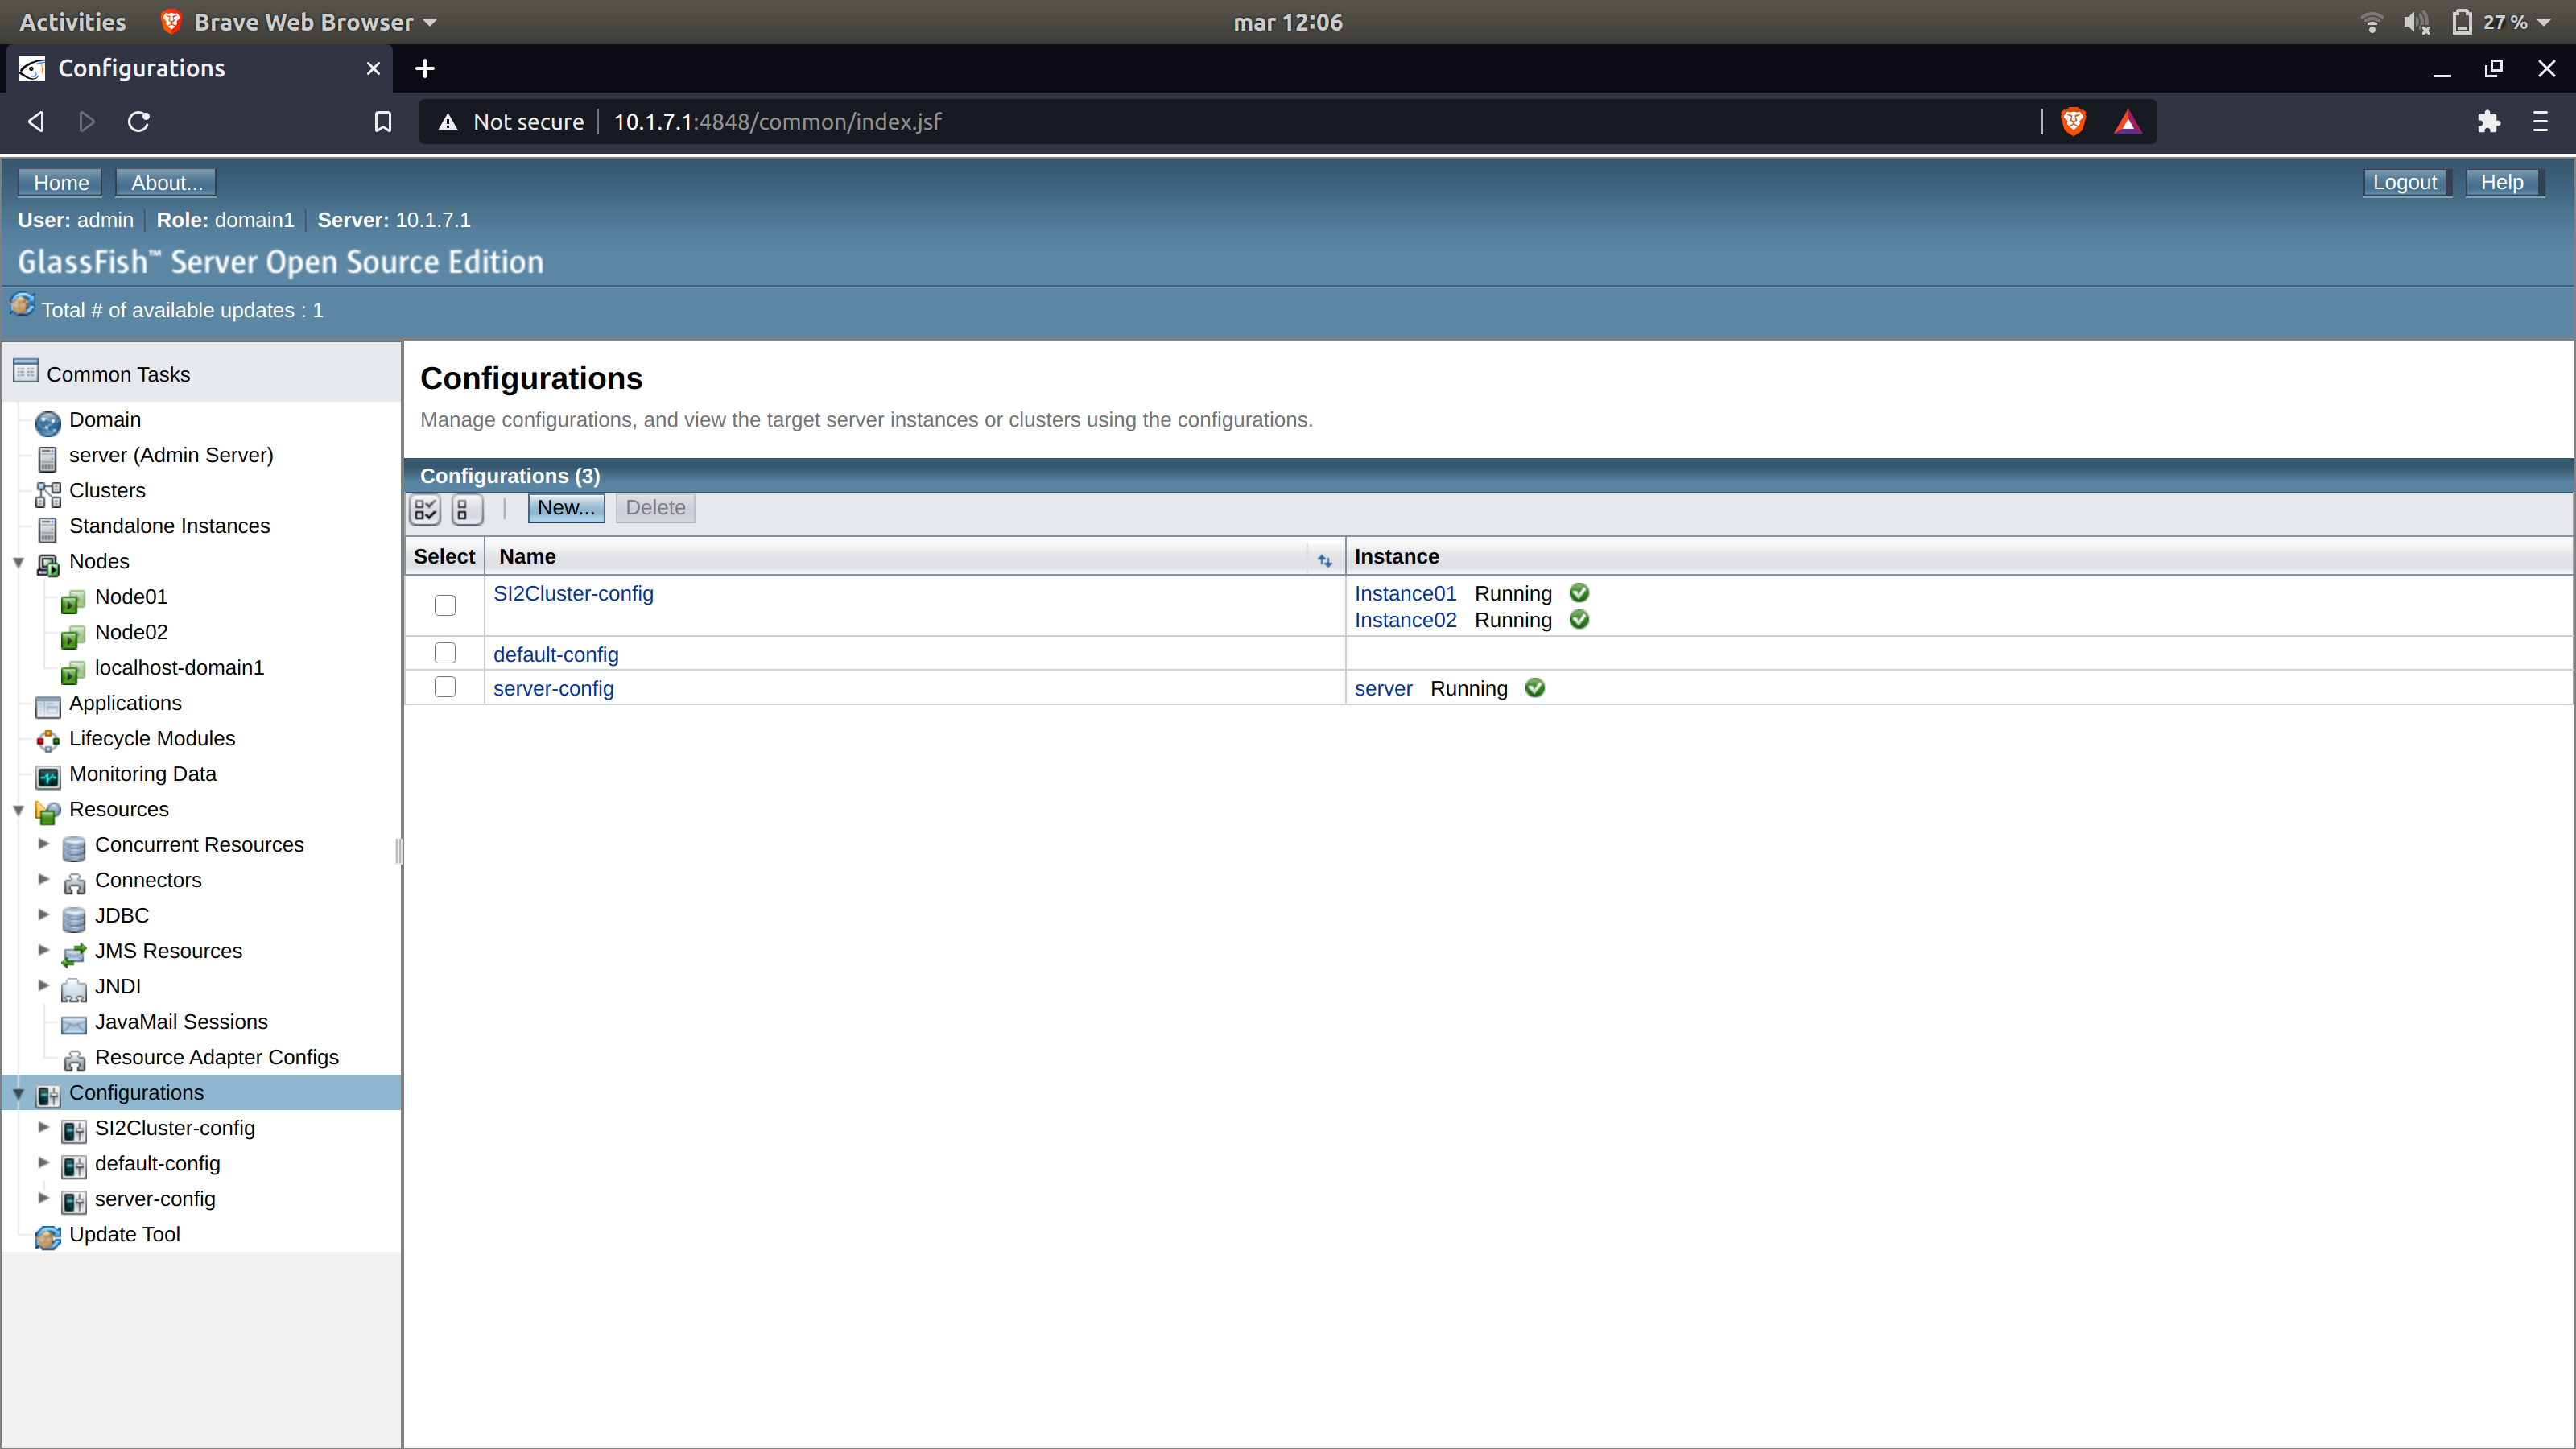 Activities Brave Web Browser mar 12:06 27 %
Configurations
Not secure 10.1.7.1:4848/common/index.jsf
Home About... Logout Help
User: admin Role: domain1 Server: 10.1.7.1
GlassFish™ Server Open Source Edition
Total # of available updates : 1
Common Tasks
Domain
server (Admin Server)
Clusters
Standalone Instances
Nodes
Node01
Node02
localhost-domain1
Applications
Lifecycle Modules
Monitoring Data
Resources
Concurrent Resources
Connectors
JDBC
JMS Resources
JNDI
JavaMail Sessions
Resource Adapter Configs
Configurations
SI2Cluster-config
default-config
server-config
Update Tool
Configurations
Manage configurations, and view the target server instances or clusters using the configurations.
Configurations (3)
New... Delete
Select Name Instance
SI2Cluster-config Instance01 Running
Instance02 Running
default-config
server-config server Running